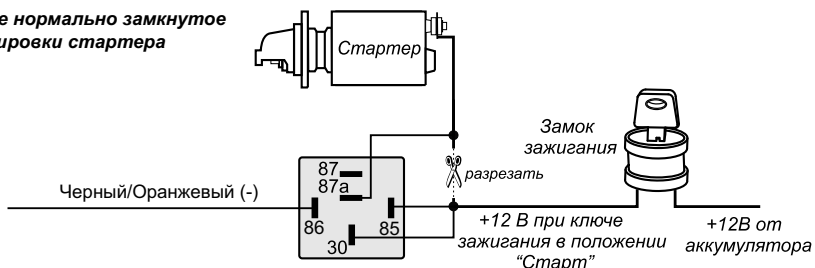 е нормально замкнутое
ировки стартера
Стартер
Замок
зажигания
87
87а
разрезать
Черный/Оранжевый (-)
86
85
30
+12 В при ключе
зажигания в положении
“Старт”
+12В от
аккумулятора